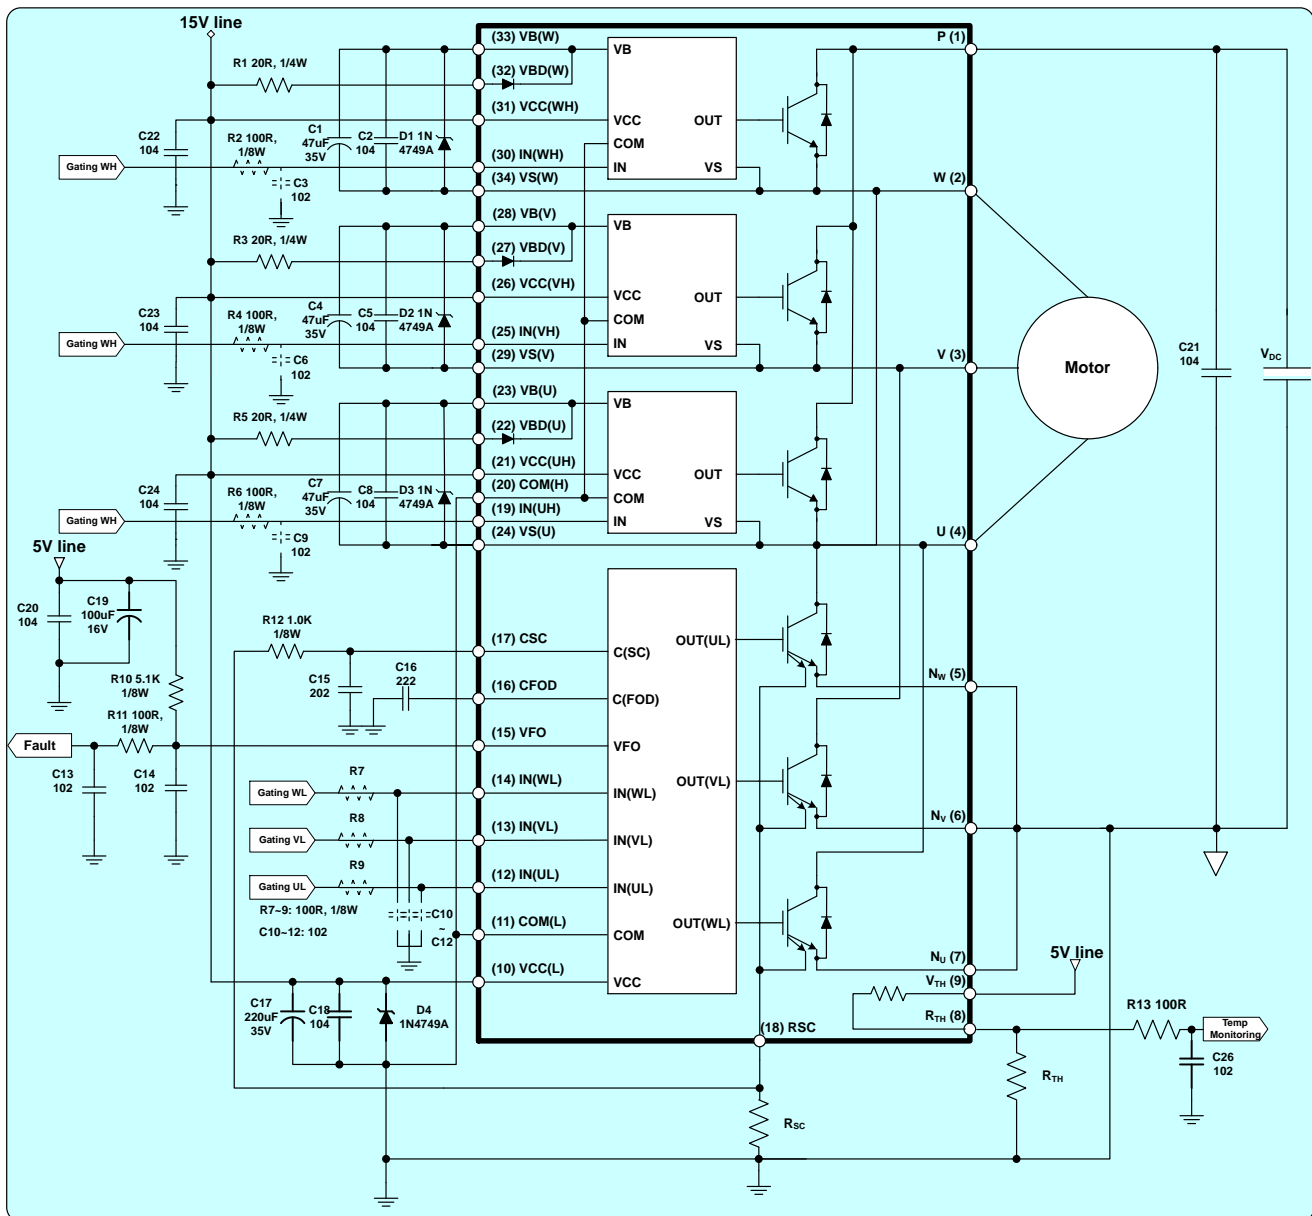 15V line
R1 20R, 1/4W
C22
104
R2 100R,
1/8W
Gating WH
C3
102
C1
47uF
35V
C2
104
D1 1N
4749A
(33) VB(W)
(32) VBD(W)
(31) VCC(WH)
(30) IN(WH)
(34) VS(W)
VB
VCC
COM
IN
OUT
VS
P (1)
W (2)
R3 20R, 1/4W
C23
104
R4 100R,
1/8W
Gating WH
C6
102
C4
47uF
35V
C5
104
D2 1N
4749A
(28) VB(V)
(27) VBD(V)
(26) VCC(VH)
(25) IN(VH)
(29) VS(V)
VB
VCC
COM
IN
OUT
VS
V (3)
Motor
C21
104
VDC
R5 20R, 1/4W
C24
104
R6 100R,
1/8W
Gating WH
C9
102
C7
47uF
35V
C8
104
D3 1N
4749A
(23) VB(U)
(22) VBD(U)
(21) VCC(UH)
(20) COM(H)
(19) IN(UH)
(24) VS(U)
VB
VCC
COM
IN
OUT
VS
U (4)
5V line
C20
104
C19
100uF
16V
R10 5.1K
1/8W
R11 100R,
1/8W
Fault
C13
102
C14
102
R12 1.0K
1/8W
C15
202
C16
222
(17) CSC
(16) CFOD
(15) VFO
(14) IN(WL)
(13) IN(VL)
(12) IN(UL)
(11) COM(L)
(10) VCC(L)
C(SC)
C(FOD)
VFO
IN(WL)
IN(VL)
IN(UL)
COM
VCC
OUT(UL)
OUT(VL)
OUT(WL)
NW (5)
NV (6)
NU (7)
VTH (9)
RTH (8)
Gating WL
R7
Gating VL
R8
Gating UL
R9
R7~9: 100R, 1/8W
C10~12: 102
C10
~
C12
C17
220uF
35V
C18
104
D4
1N4749A
(18) RSC
RSC
5V line
R13 100R
Temp
Monitoring
C26
102
RTH